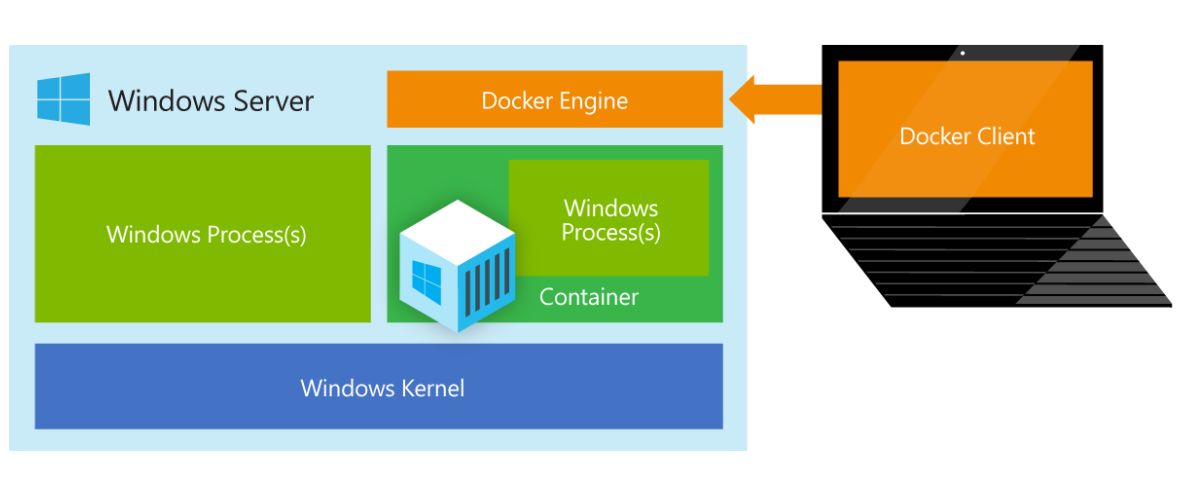 Windows Server
Docker Engine
Docker Client
Windows Process(s)
Windows
Process(s)
Container
Windows Kernel